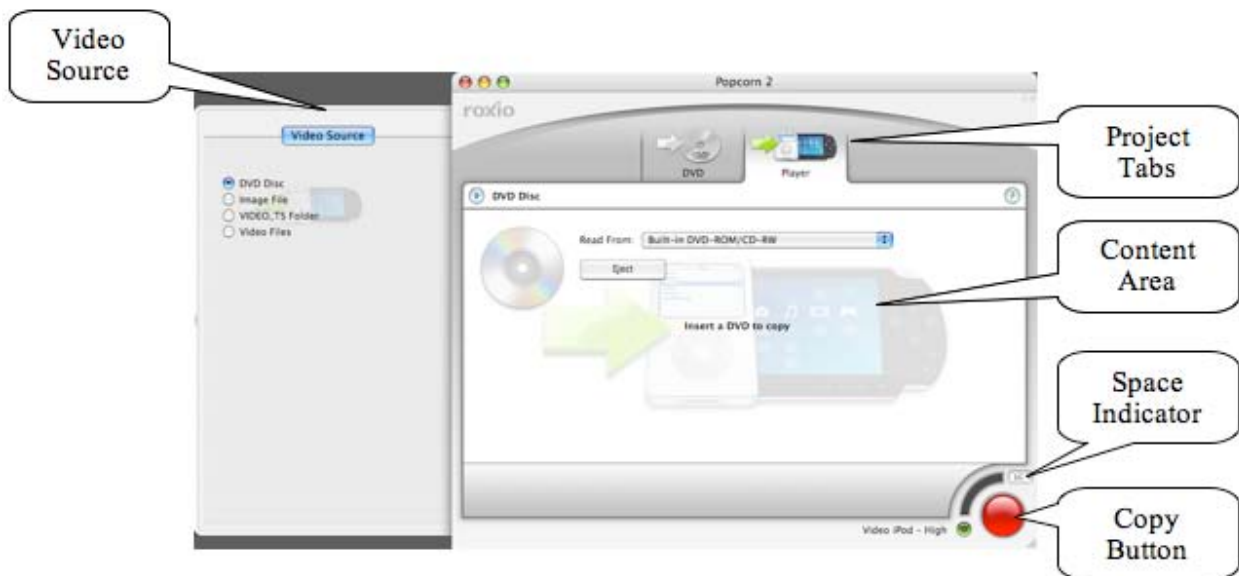 Video
Source
Popcorn 2
roxio
Video Source
DVD
Player
Project
Tabs
DVD Disc
Image File
VIDEO_TS Folder
Video Files
DVD Disc
Read From: Built-in DVD-ROM/CD-RW
Eject
Insert a DVD to copy
Content
Area
Space
Indicator
Video iPod - High
Copy
Button